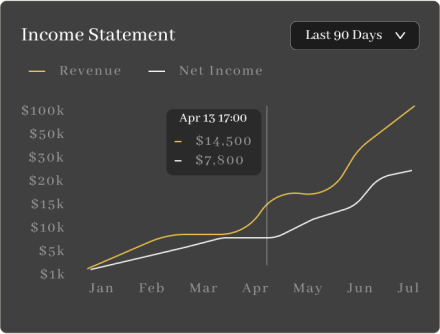 Income Statement
Last 90 Days
Revenue
Net Income
$100k
$50k
$30k
$20k
$15k
$10k
$5k
$1k
Apr 13 17:00
$14,500
$7,800
Jan Feb Mar Apr May Jun Jul